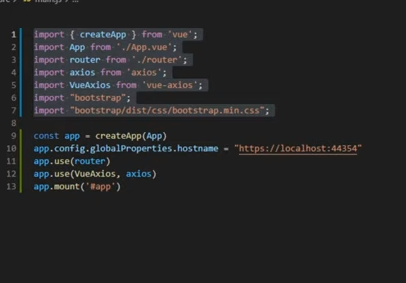 main.js
1 import { createApp } from 'vue';
2 import App from './App.vue';
3 import router from './router';
4 import axios from 'axios';
5 import VueAxios from 'vue-axios';
6 import "bootstrap";
7 import "bootstrap/dist/css/bootstrap.min.css";
8
9 const app = createApp(App)
10 app.config.globalProperties.hostname = "https://localhost:44354"
11 app.use(router)
12 app.use(VueAxios, axios)
13 app.mount('#app')